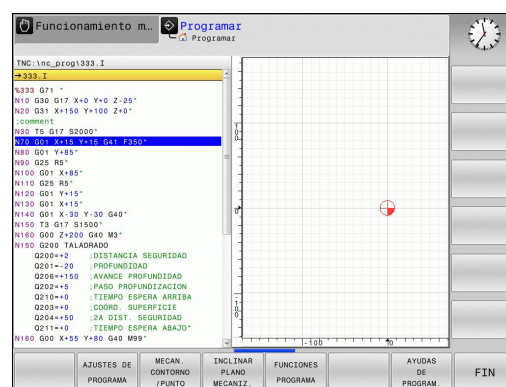 Funcionamiento m…
Programar
Programar
TNC:\nc_prog\333.I
→333.I
%333 G71 *
N10 G30 G17 X+0 Y+0 Z-25*
N20 G31 X+150 Y+100 Z+0*
;comment
N30 T5 G17 S2000*
N70 G01 X+15 Y+15 G41 F350*
N80 G01 Y+85*
N90 G25 R5*
N100 G01 X+85*
N110 G25 R5*
N120 G01 Y+15*
N130 G01 X+15*
N140 G01 X-30 Y-30 G40*
N150 T3 G17 S1500*
N160 G00 Z+200 G40 M3*
N150 G200 TALADRADO
Q200=+2 ;DISTANCIA SEGURIDAD
Q201=-20 ;PROFUNDIDAD
Q206=+150 ;AVANCE PROFUNDIDAD
Q202=+5 ;PASO PROFUNDIZACION
Q210=+0 ;TIEMPO ESPERA ARRIBA
Q203=+0 ;COORD. SUPERFICIE
Q204=+50 ;2A DIST. SEGURIDAD
Q211=+0 ;TIEMPO ESPERA ABAJO*
N160 G00 X+55 Y+80 G40 M99*
100
0
-100
-100
0
AJUSTES DE
PROGRAMA
MECAN.
CONTORNO
/PUNTO
INCLINAR
PLANO
MECANIZ.
FUNCIONES
PROGRAMA
AYUDAS
DE
PROGRAM.
FIN